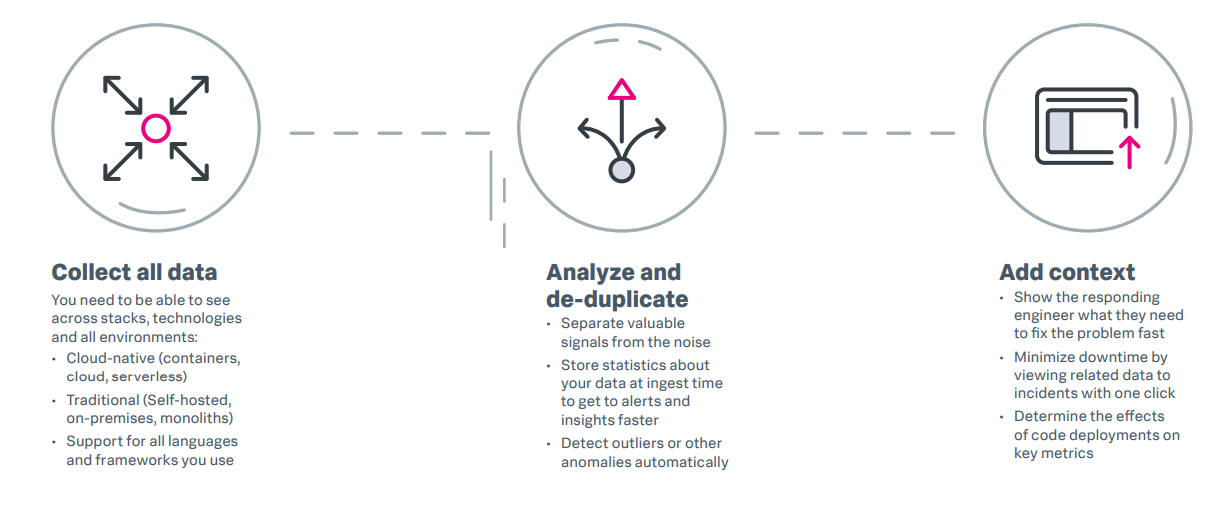 Collect all data
You need to be able to see
across stacks, technologies
and all environments:
• Cloud-native (containers,
cloud, serverless)
• Traditional (Self-hosted,
on-premises, monoliths)
• Support for all languages
and frameworks you use
Analyze and
de-duplicate
• Separate valuable
signals from the noise
• Store statistics about
your data at ingest time
to get to alerts and
insights faster
• Detect outliers or other
anomalies automatically
Add context
• Show the responding
engineer what they need
to fix the problem fast
• Minimize downtime by
viewing related data to
incidents with one click
• Determine the effects
of code deployments on
key metrics